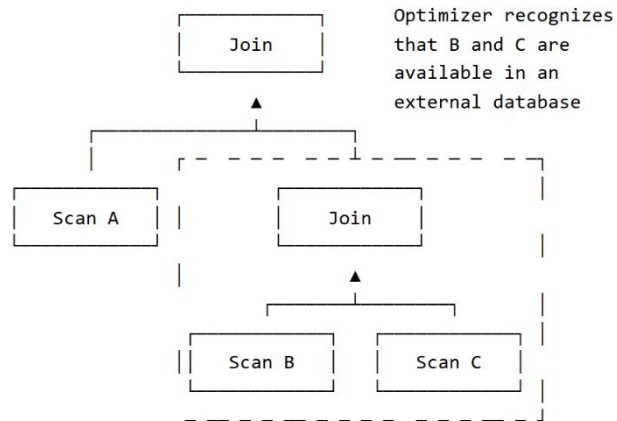 Join
Optimizer recognizes
that B and C are
available in an
external database
Scan A
Join
Scan B
Scan C